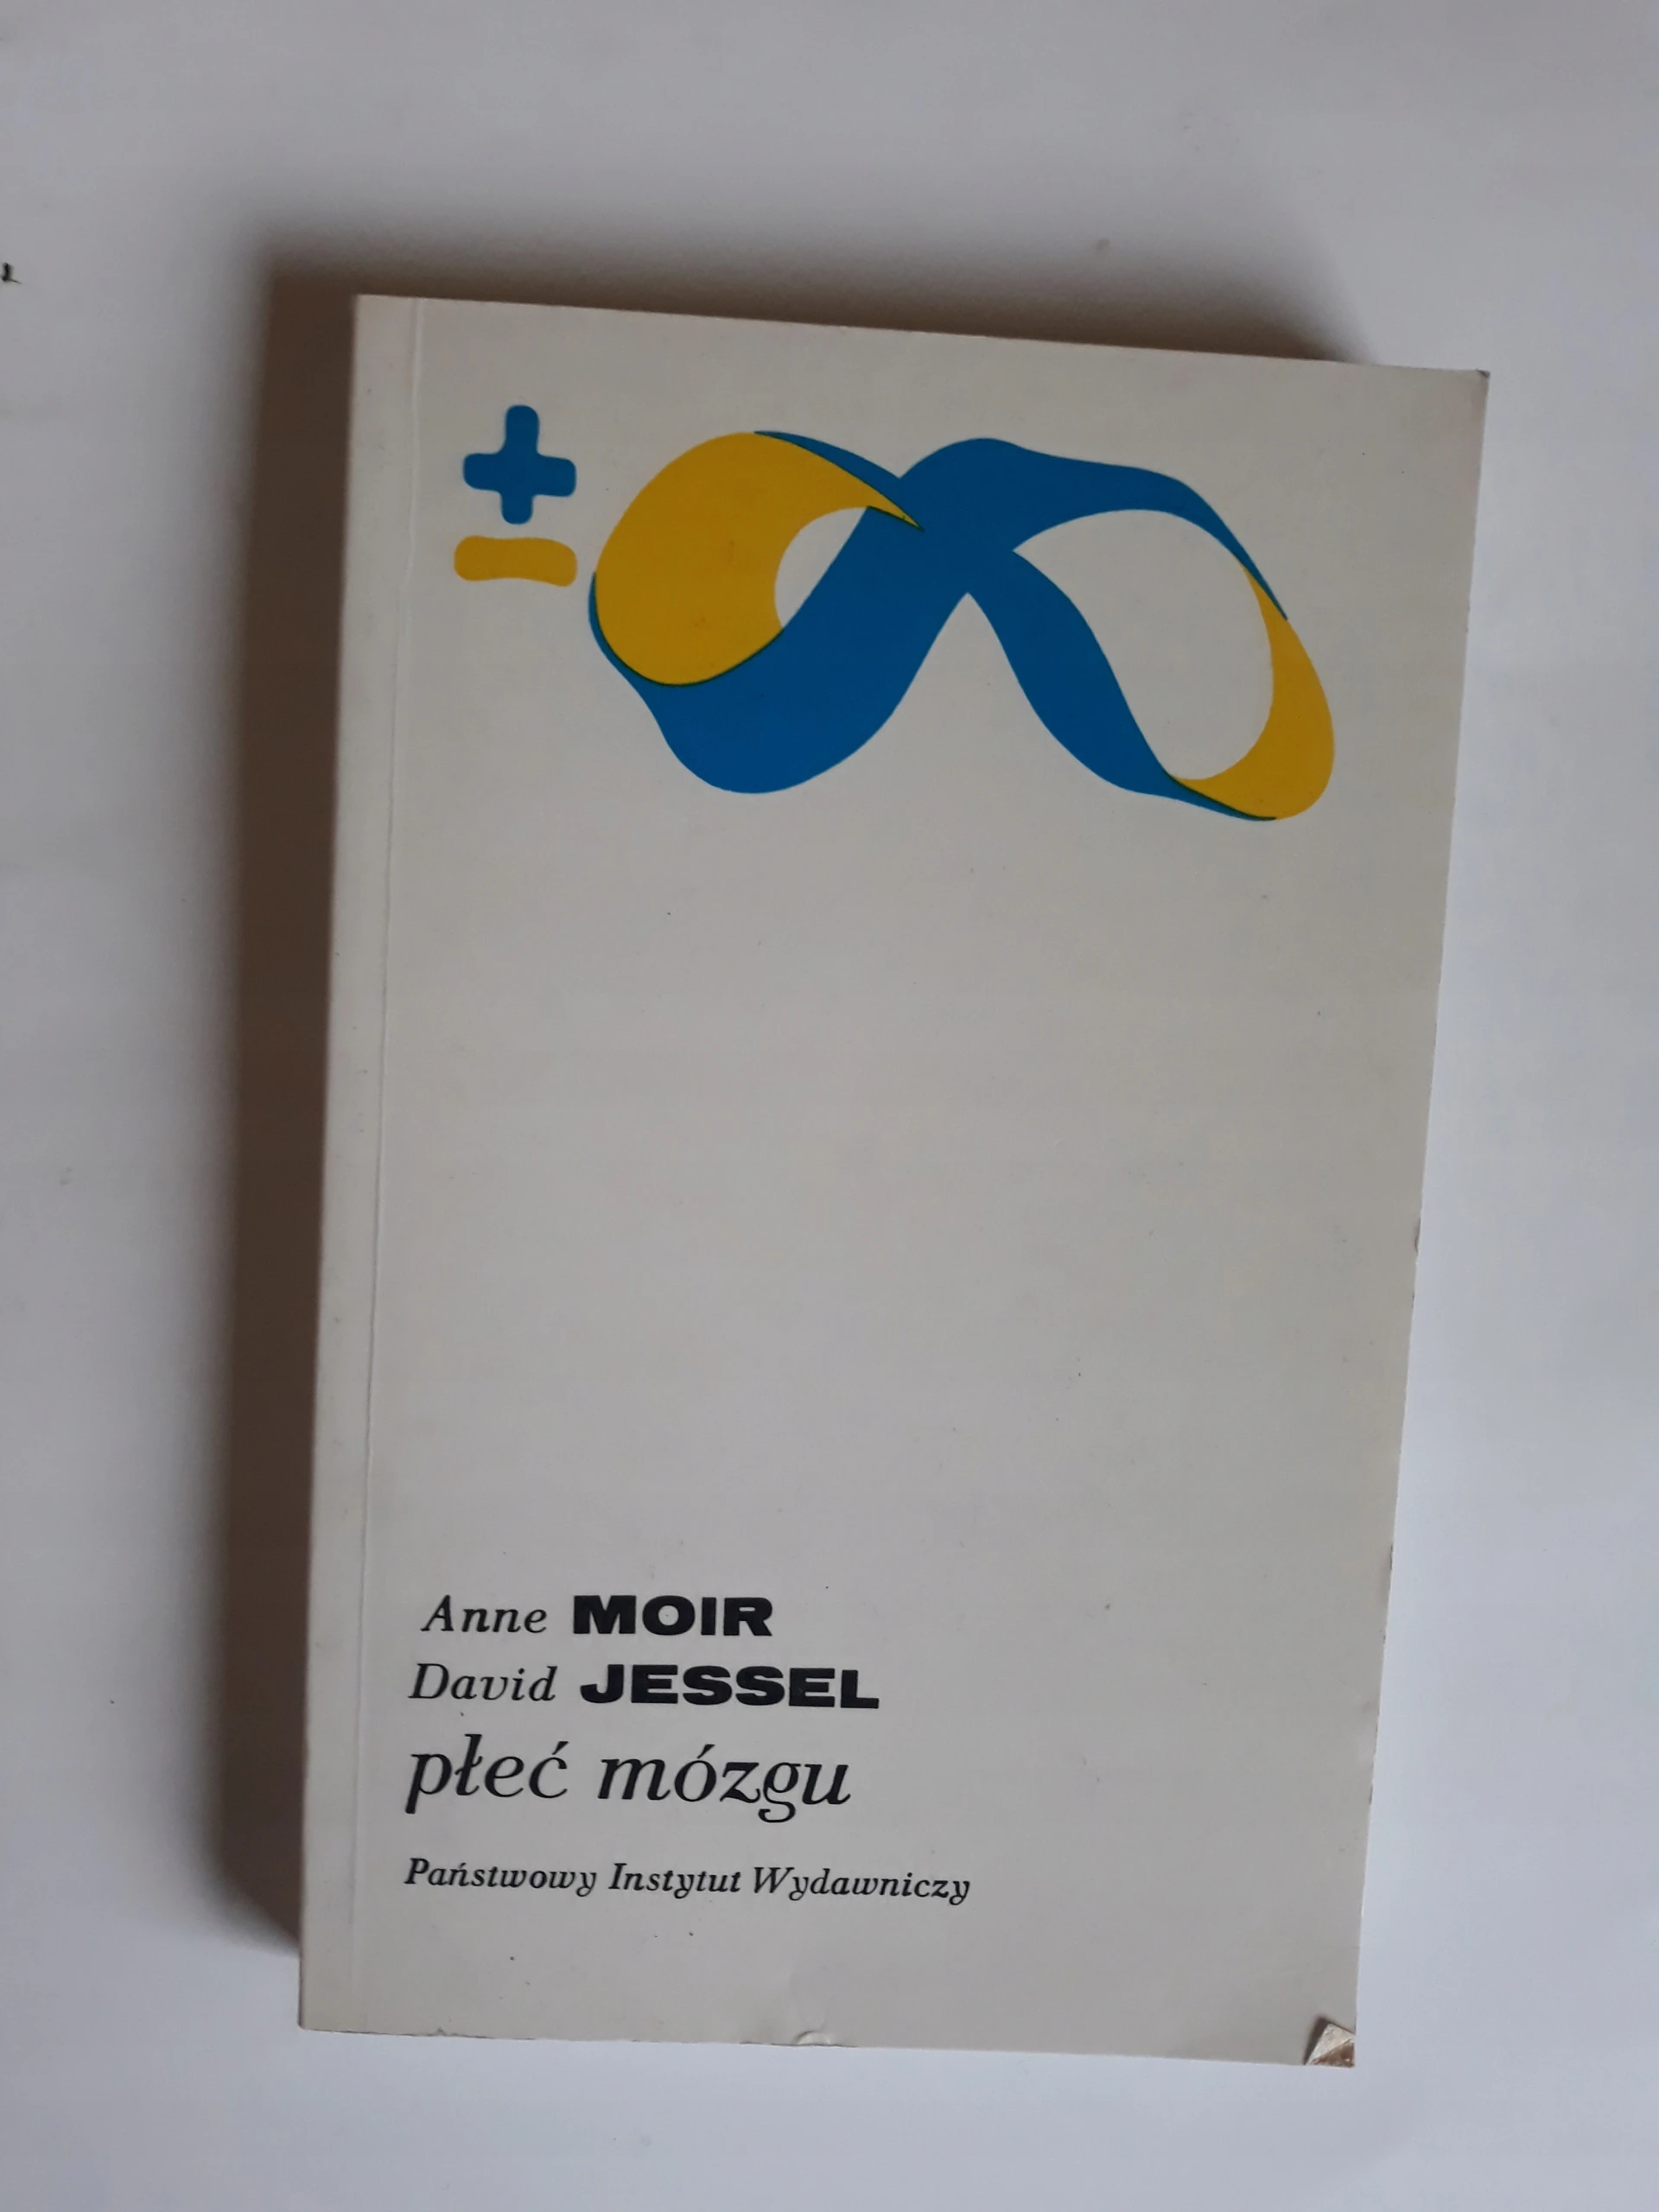 ±
Anne MOIR
David JESSEL
płeć mózgu
Państwowy Instytut Wydawniczy